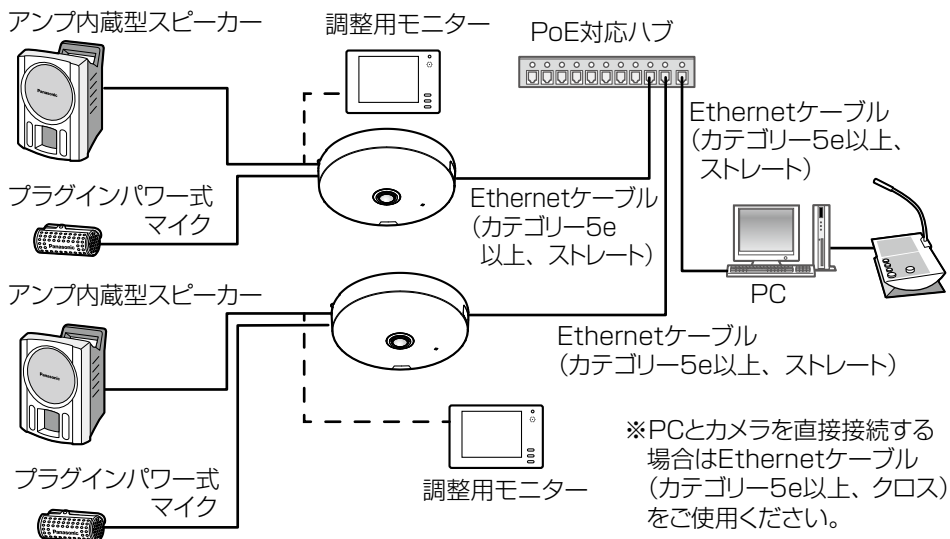 アンプ内蔵型スピーカー
調整用モニター
PoE対応ハブ
Panasonic
Ethernetケーブル
（カテゴリー5e以上、
ストレート）
プラグインパワー式
マイク
Panasonic
Ethernetケーブル
（カテゴリー5e
以上、ストレート）
PC
アンプ内蔵型スピーカー
Panasonic
Ethernetケーブル
（カテゴリー5e以上、ストレート）
プラグインパワー式
マイク
Panasonic
調整用モニター
※PCとカメラを直接接続する
場合はEthernetケーブル
（カテゴリー5e以上、クロス）
をご使用ください。